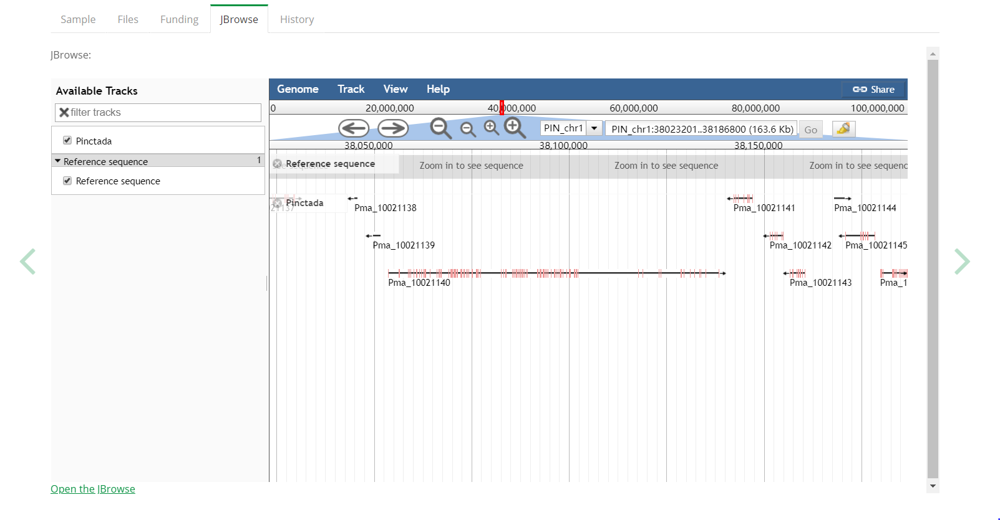 Sample Files Funding JBrowse History
JBrowse:
Available Tracks
filter tracks
Pinctada
Reference sequence 1
Reference sequence
Genome Track View Help Share
0 20,000,000 40,000,000 60,000,000 80,000,000 100,000,000
PIN_chr1 PIN_chr1:38023201..38186800 (163.6 Kb) Go
38,050,000 38,100,000 38,150,000
Reference sequence Zoom in to see sequence Zoom in to see sequence Zoom in to see sequenc
Pinctada
21137 Pma_10021138 Pma_10021141 Pma_10021144
Pma_10021139 Pma_10021142 Pma_10021145
Pma_10021140 Pma_10021143 Pma_1
Open the JBrowse